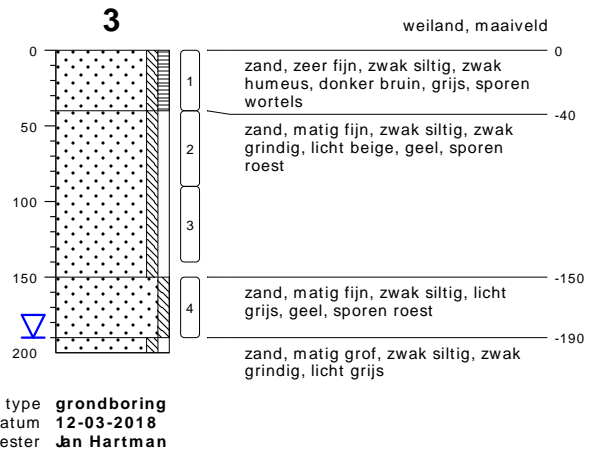 3
weiland, maaiveld
0
0
zand, zeer fijn, zwak siltig, zwak
humeus, donker bruin, grijs, sporen
wortels
1
-40
50
zand, matig fijn, zwak siltig, zwak
grindig, licht beige, geel, sporen
roest
2
100
3
150
-150
zand, matig fijn, zwak siltig, licht
grijs, geel, sporen roest
4
-190
200
zand, matig grof, zwak siltig, zwak
grindig, licht grijs
type grondboring
atum 12-03-2018
ester Jan Hartman